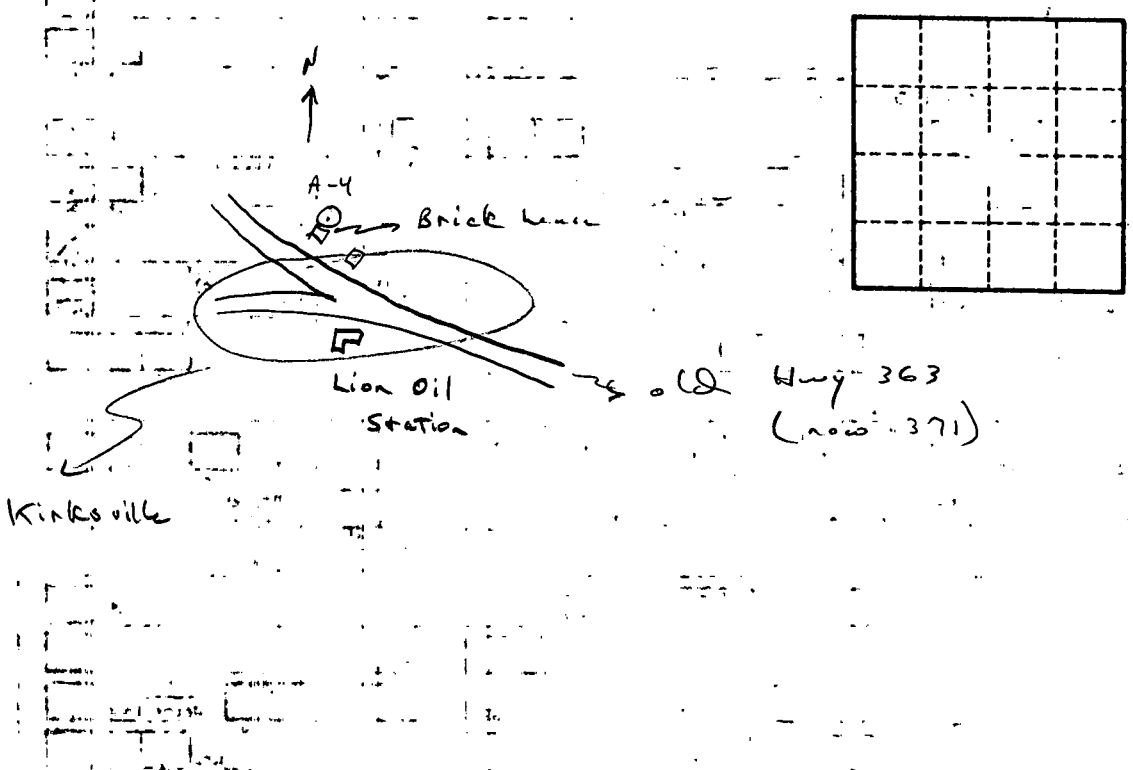 N
A-4
Brick house
Lion Oil
Station
old Hwy 363
(now 371)
Kirksville